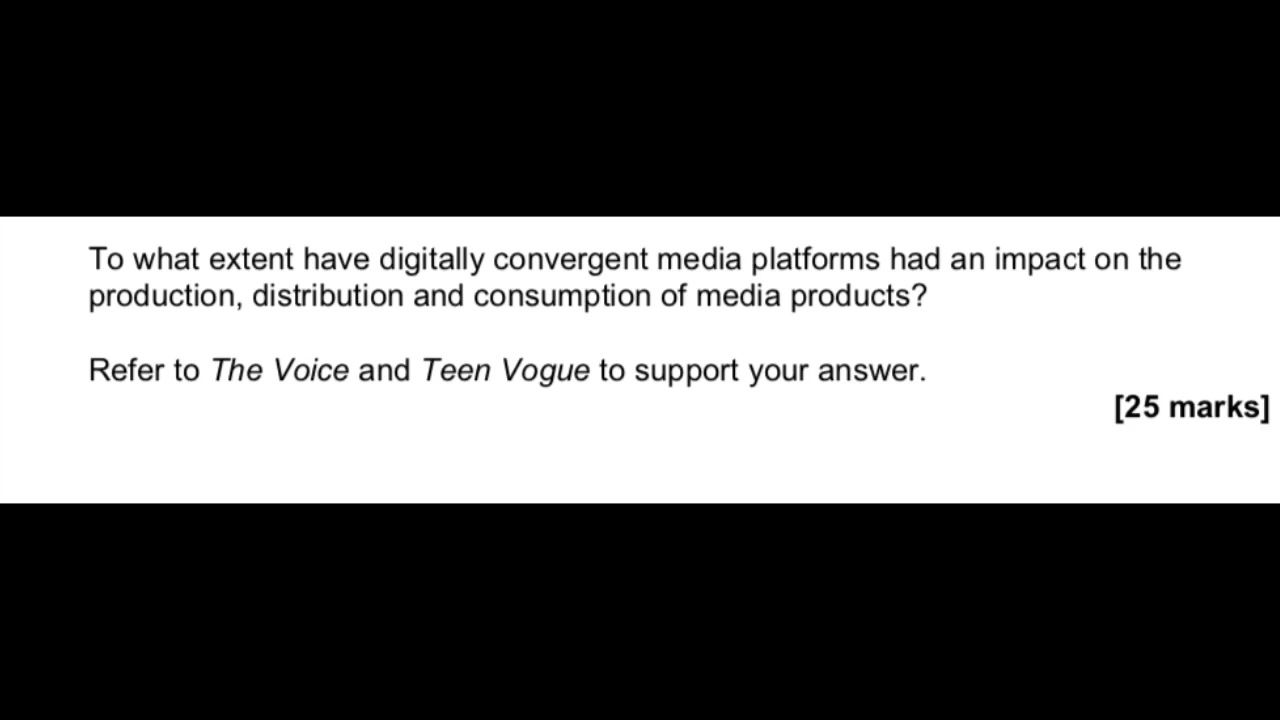 To what extent have digitally convergent media platforms had an impact on the
production, distribution and consumption of media products?
Refer to The Voice and Teen Vogue to support your answer.
[25 marks]